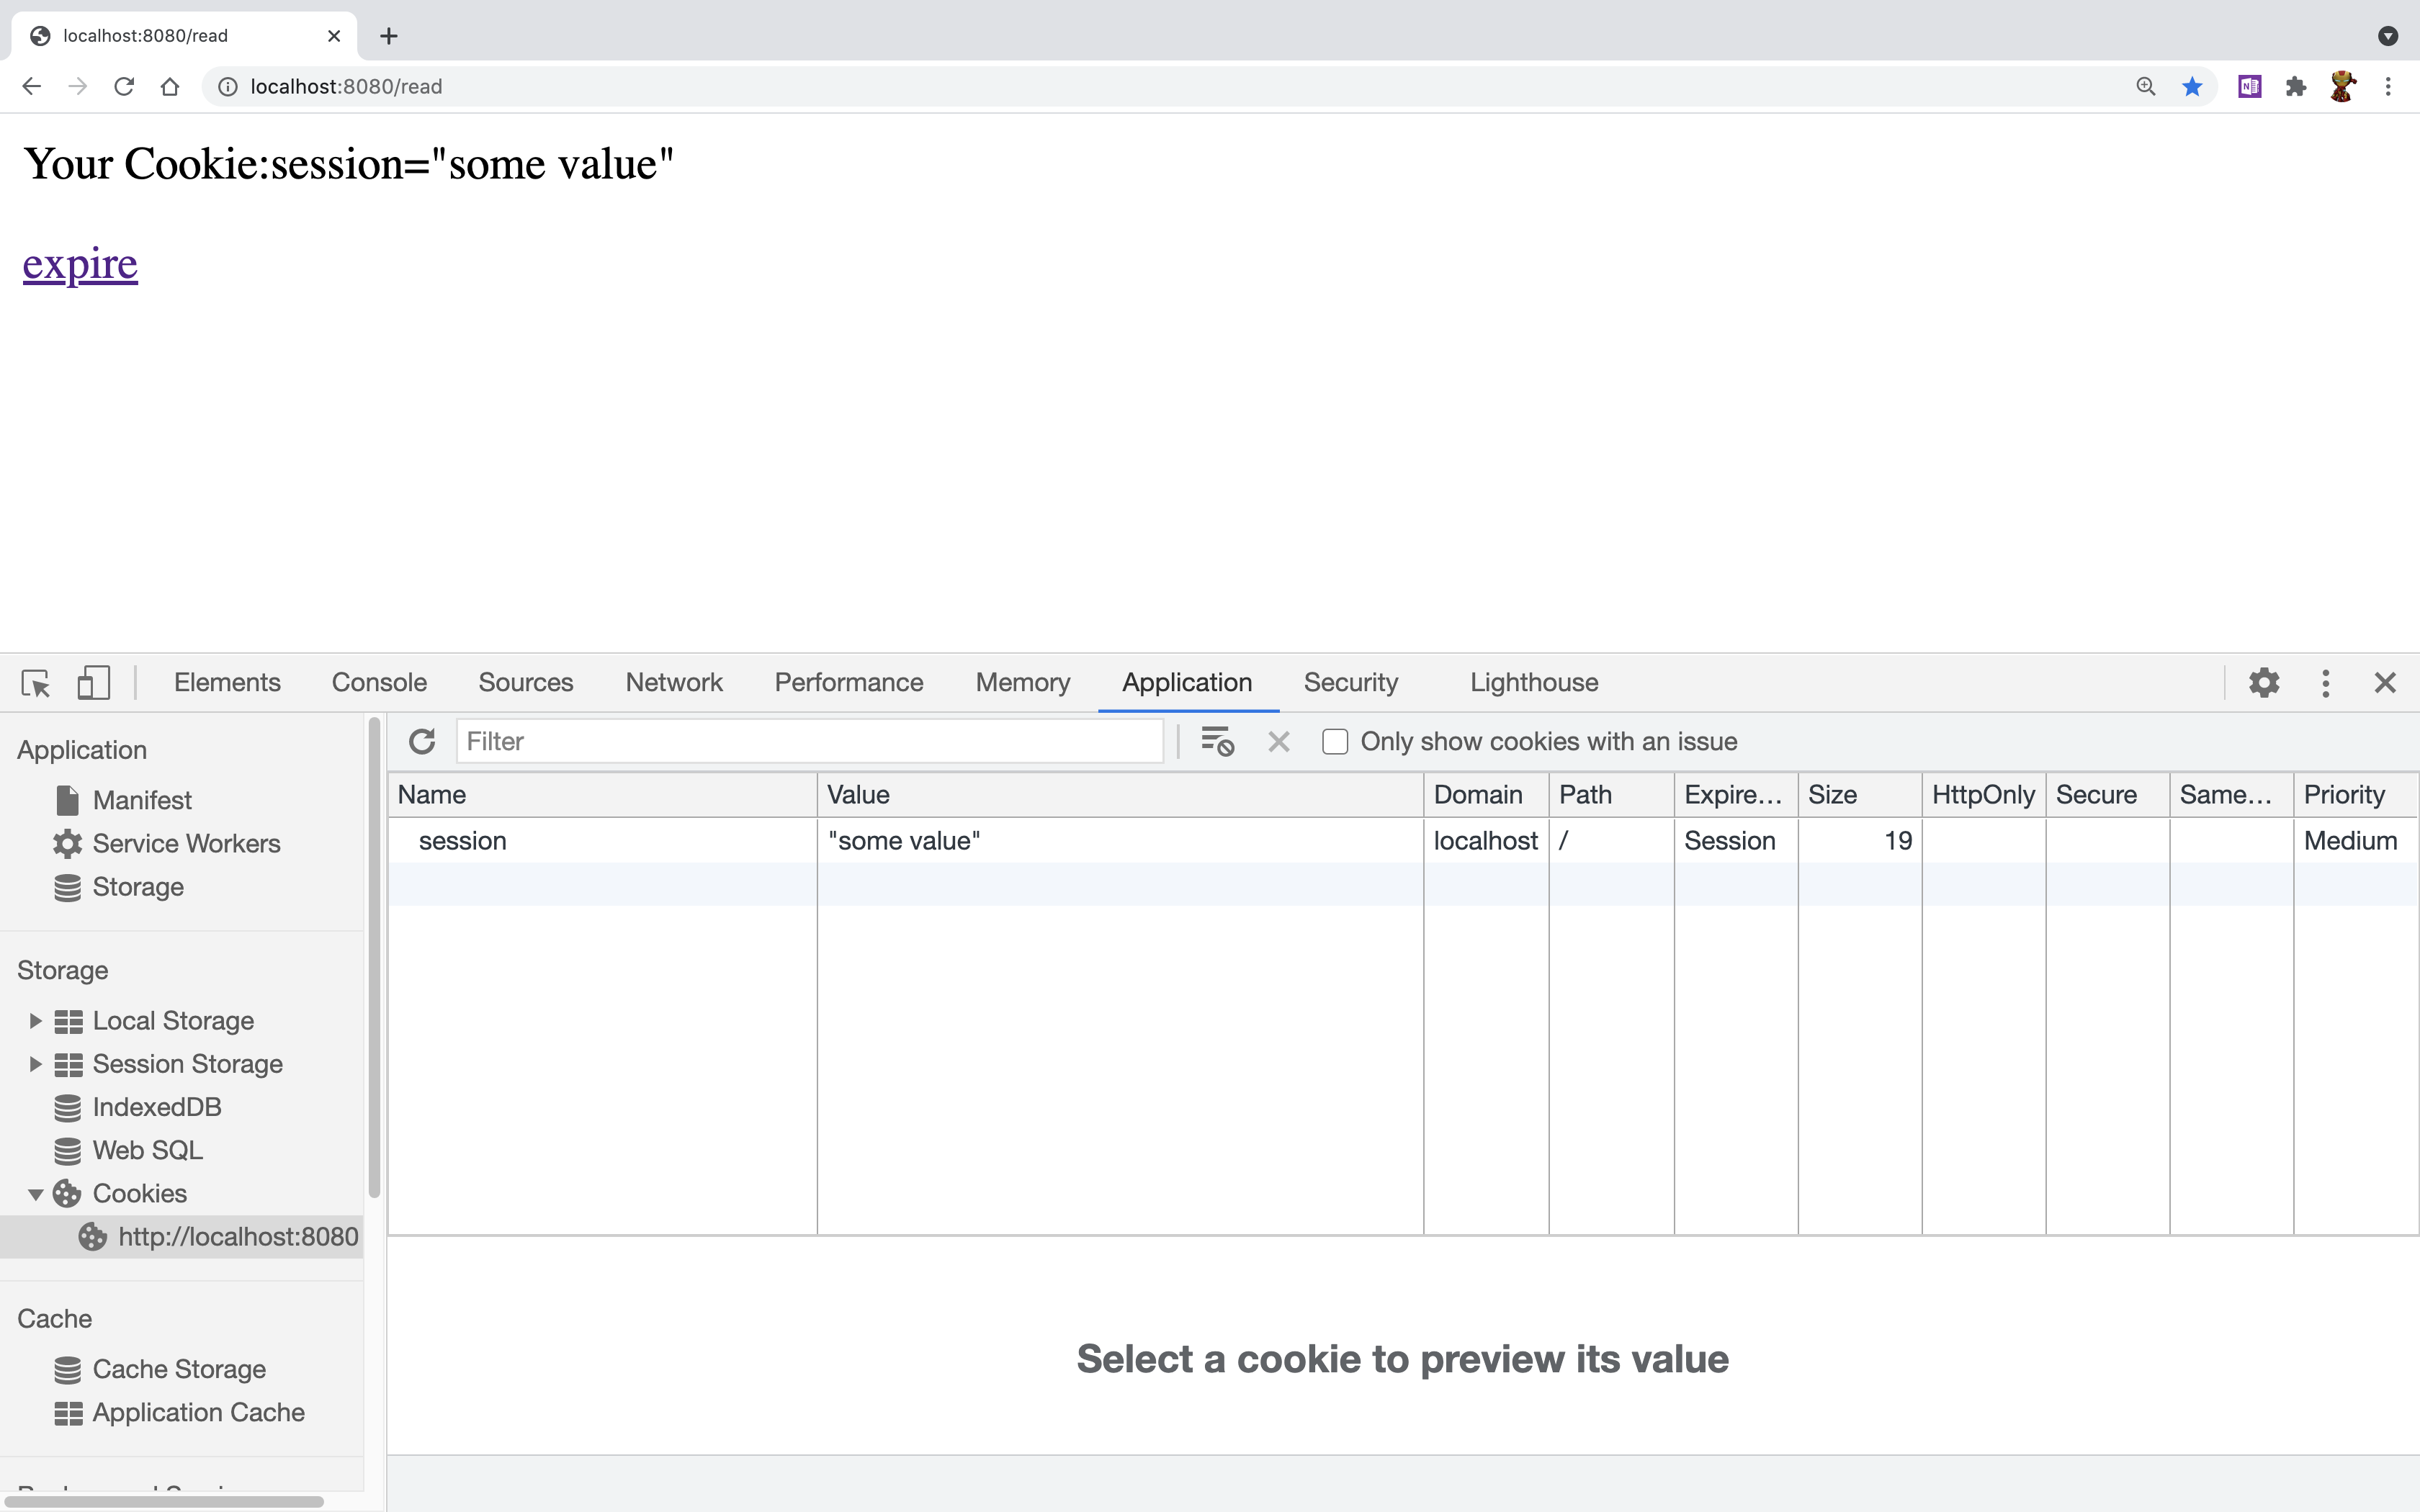 localhost:8080/read
localhost:8080/read
Your Cookie:session="some value"
expire
Elements Console Sources Network Performance Memory Application Security Lighthouse
Application
Manifest
Service Workers
Storage
Storage
Local Storage
Session Storage
IndexedDB
Web SQL
Cookies
http://localhost:8080
Cache
Cache Storage
Application Cache
Filter Only show cookies with an issue
Name Value Domain Path Expire... Size HttpOnly Secure Same... Priority
session "some value" localhost / Session 19 Medium
Select a cookie to preview its value